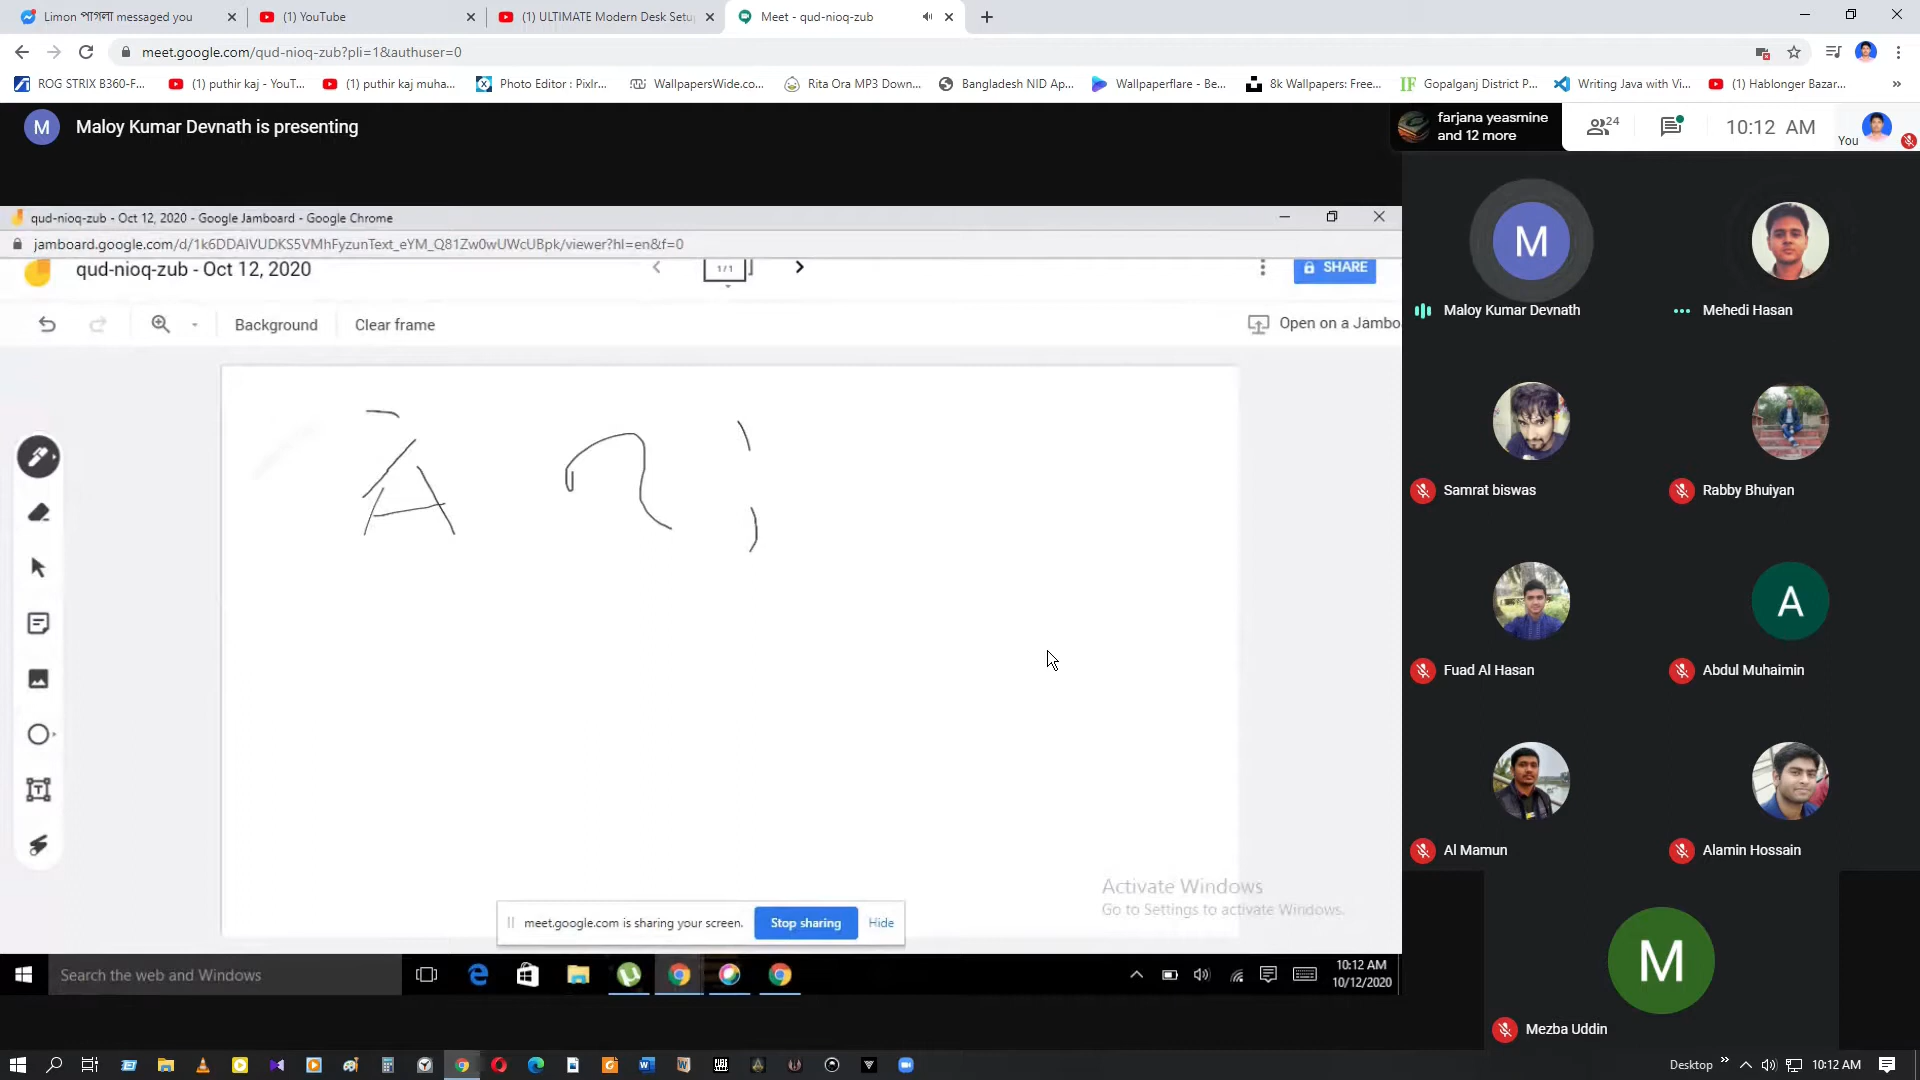 Limon পাগলা messaged you
(1) YouTube
(1) ULTIMATE Modern Desk Setu
Meet - qud-nioq-zub
meet.google.com/qud-nioq-zub?pli=1&authuser=0
ROG STRIX B360-F...
(1) puthir kaj - YouT...
(1) puthir kaj muha...
Photo Editor : Pixlr...
WallpapersWide.co...
Rita Ora MP3 Down...
Bangladesh NID Ap...
Wallpaperflare - Be...
8k Wallpapers: Free...
Gopalganj District P...
Writing Java with Vi...
(1) Hablonger Bazar...
M
Maloy Kumar Devnath is presenting
farjana yeasmine
and 12 more
24
10:12 AM
You
qud-nioq-zub - Oct 12, 2020 - Google Jamboard - Google Chrome
jamboard.google.com/d/1k6DDAlVUDKS5VMhFyzunText_eYM_Q81Zw0wUWcUBpk/viewer?hl=en&f=0
qud-nioq-zub - Oct 12, 2020
1/1
SHARE
Background
Clear frame
Open on a Jambo
A
M
Maloy Kumar Devnath
Mehedi Hasan
Samrat biswas
Rabby Bhuiyan
Fuad Al Hasan
A
Abdul Muhaimin
Al Mamun
Alamin Hossain
M
Mezba Uddin
Activate Windows
Go to Settings to activate Windows.
meet.google.com is sharing your screen.
Stop sharing
Hide
Search the web and Windows
10:12 AM
10/12/2020
Desktop
10:12 AM